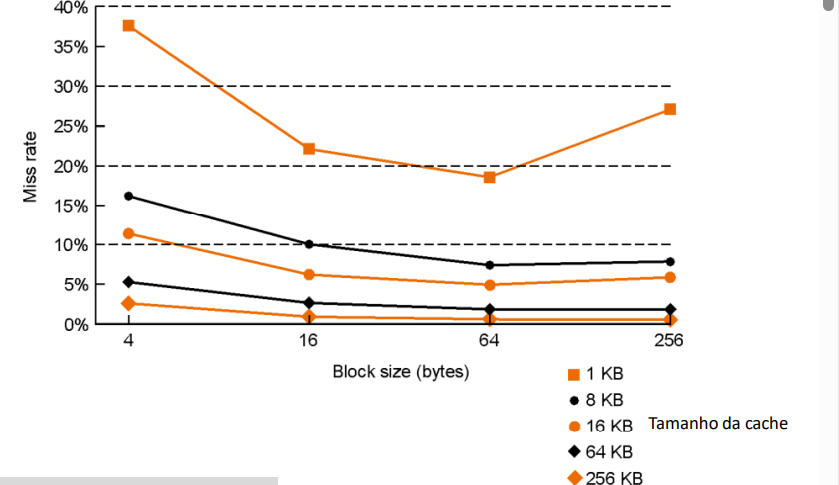 40%
35%
30%
25%
20%
15%
10%
5%
0%
Miss rate
4 16 64 256
Block size (bytes)
1 KB
8 KB
16 KB Tamanho da cache
64 KB
256 KB